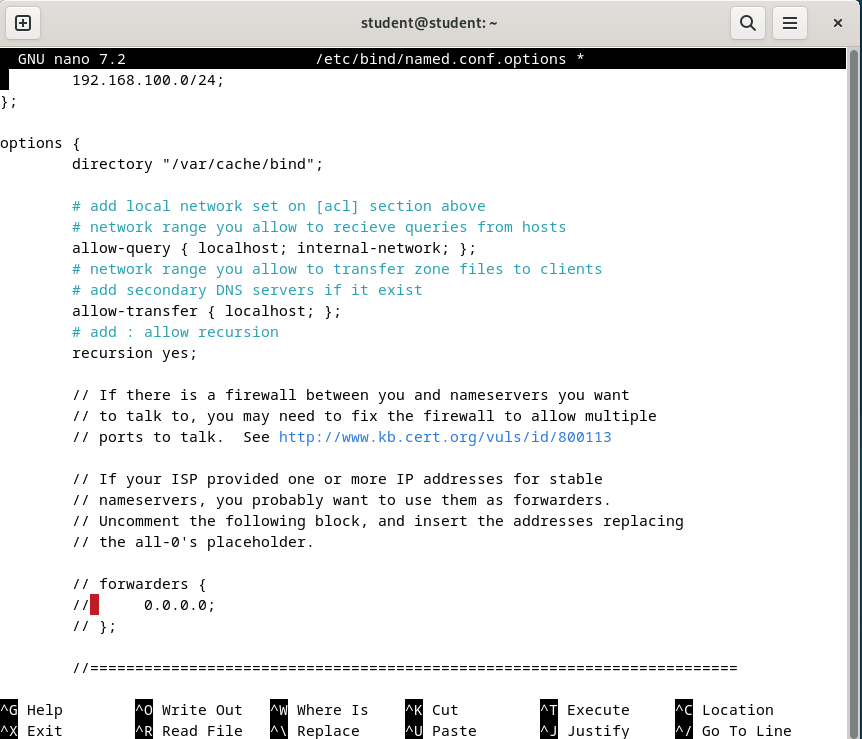 student@student: ~
GNU nano 7.2 /etc/bind/named.conf.options *
192.168.100.0/24;
};
options {
directory "/var/cache/bind";
# add local network set on [acl] section above
# network range you allow to recieve queries from hosts
allow-query { localhost; internal-network; };
# network range you allow to transfer zone files to clients
# add secondary DNS servers if it exist
allow-transfer { localhost; };
# add : allow recursion
recursion yes;
// If there is a firewall between you and nameservers you want
// to talk to, you may need to fix the firewall to allow multiple
// ports to talk.  See http://www.kb.cert.org/vuls/id/800113
// If your ISP provided one or more IP addresses for stable
// nameservers, you probably want to use them as forwarders.
// Uncomment the following block, and insert the addresses replacing
// the all-0's placeholder.
// forwarders {
//      0.0.0.0;
// };
//========================================================================
^G Help ^O Write Out ^W Where Is ^K Cut ^T Execute ^C Location
^X Exit ^R Read File ^\ Replace ^U Paste ^J Justify ^/ Go To Line